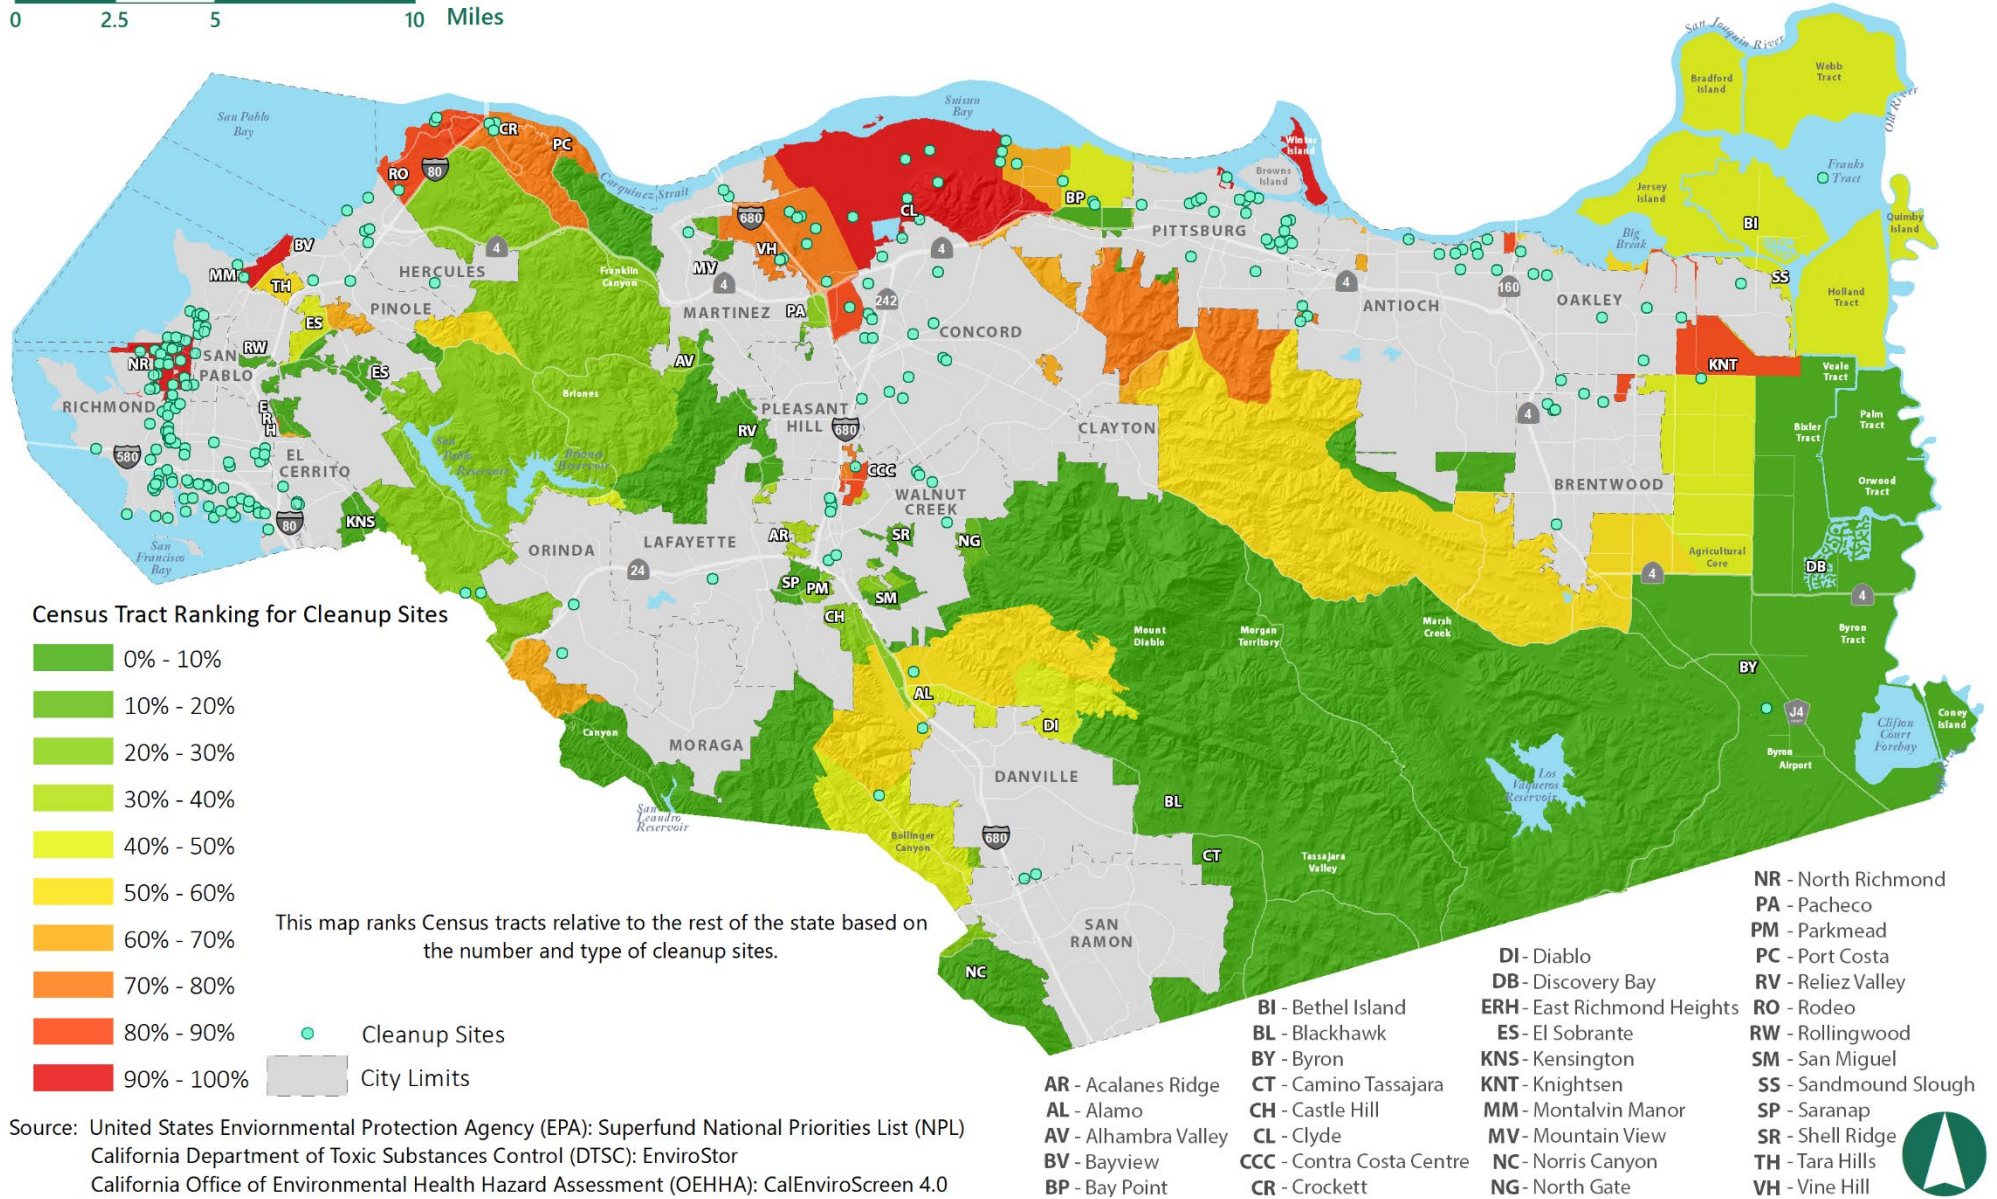 0 2.5 5 10 Miles
San Joaquin River
Webb
Tract
Bradford
Island
Old River
San Pablo
Bay
Suisun
Bay
CR
PC
Winter
Island
Franks
Tract
RO
80
Carquinez Strait
Browns
Island
Jersey
Island
BP
CL
680
PITTSBURG
BI
Quimby
Island
Big
Break
BV
4
VH
4
MM
HERCULES
Franklin
Canyon
MV
4
4
SS
TH
160
OAKLEY
Holland
Tract
242
ANTIOCH
PINOLE
MARTINEZ
PA
ES
CONCORD
RW
SAN
PABLO
NR
AV
KNT
Veale
Tract
ES
Briones
RICHMOND
E
R
H
PLEASANT
HILL
680
RV
CLAYTON
4
Palm
Tract
Bixler
Tract
580
EL
CERRITO
San
Pablo
Reservoir
Briones
Reservoir
CCC
WALNUT
CREEK
BRENTWOOD
Orwood
Tract
80
KNS
San
Francisco
Bay
ORINDA
LAFAYETTE
AR
SR
NG
24
Agricultural
Core
4
DB
4
SP
PM
SM
CH
Mount
Diablo
Morgan
Territory
Marsh
Creek
Byron
Tract
BY
AL
DI
J4
Coney
Island
Clifton
Court
Forebay
Canyon
MORAGA
Byron
Airport
DANVILLE
Los
Vaqueros
Reservoir
BL
San
Leandro
Reservoir
680
Bollinger
Canyon
CT
Tassajara
Valley
SAN
RAMON
NC
Census Tract Ranking for Cleanup Sites
0% - 10%
10% - 20%
20% - 30%
30% - 40%
40% - 50%
50% - 60%
60% - 70%
70% - 80%
80% - 90%
90% - 100%
Cleanup Sites
City Limits
This map ranks Census tracts relative to the rest of the state based on
the number and type of cleanup sites.
AR - Acalanes Ridge
AL - Alamo
AV - Alhambra Valley
BV - Bayview
BP - Bay Point
BI - Bethel Island
BL - Blackhawk
BY - Byron
CT - Camino Tassajara
CH - Castle Hill
CL - Clyde
CCC - Contra Costa Centre
CR - Crockett
DI - Diablo
DB - Discovery Bay
ERH - East Richmond Heights
ES - El Sobrante
KNS - Kensington
KNT - Knightsen
MM - Montalvin Manor
MV - Mountain View
NC - Norris Canyon
NG - North Gate
NR - North Richmond
PA - Pacheco
PM - Parkmead
PC - Port Costa
RV - Reliez Valley
RO - Rodeo
RW - Rollingwood
SM - San Miguel
SS - Sandmound Slough
SP - Saranap
SR - Shell Ridge
TH - Tara Hills
VH - Vine Hill
Source: United States Enviornmental Protection Agency (EPA): Superfund National Priorities List (NPL)
California Department of Toxic Substances Control (DTSC): EnviroStor
California Office of Environmental Health Hazard Assessment (OEHHA): CalEnviroScreen 4.0